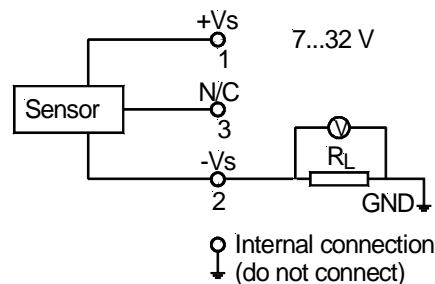 +Vs
7...32 V
1
N/C
Sensor
3
V
-Vs
RL
2
GND
Internal connection
(do not connect)